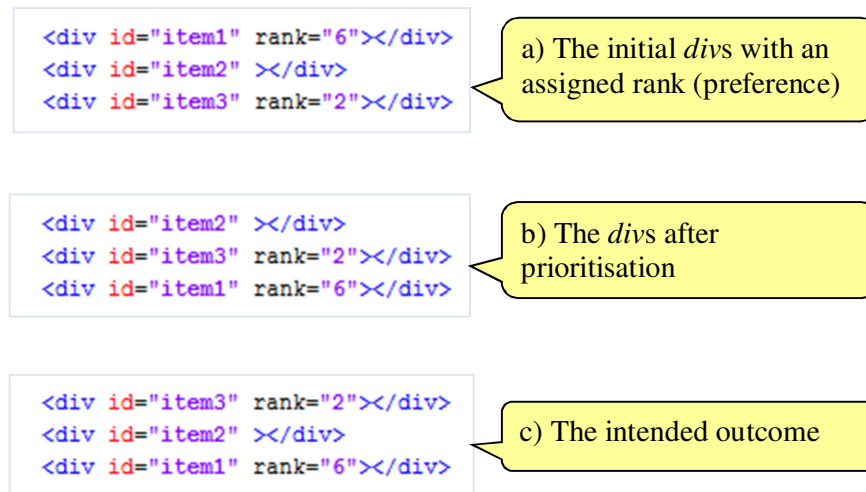 <div id="item1" rank="6"></div>
<div id="item2" ></div>
<div id="item3" rank="2"></div>
a) The initial divs with an
assigned rank (preference)
<div id="item2" ></div>
<div id="item3" rank="2"></div>
<div id="item1" rank="6"></div>
b) The divs after
prioritisation
<div id="item3" rank="2"></div>
<div id="item2" ></div>
<div id="item1" rank="6"></div>
c) The intended outcome